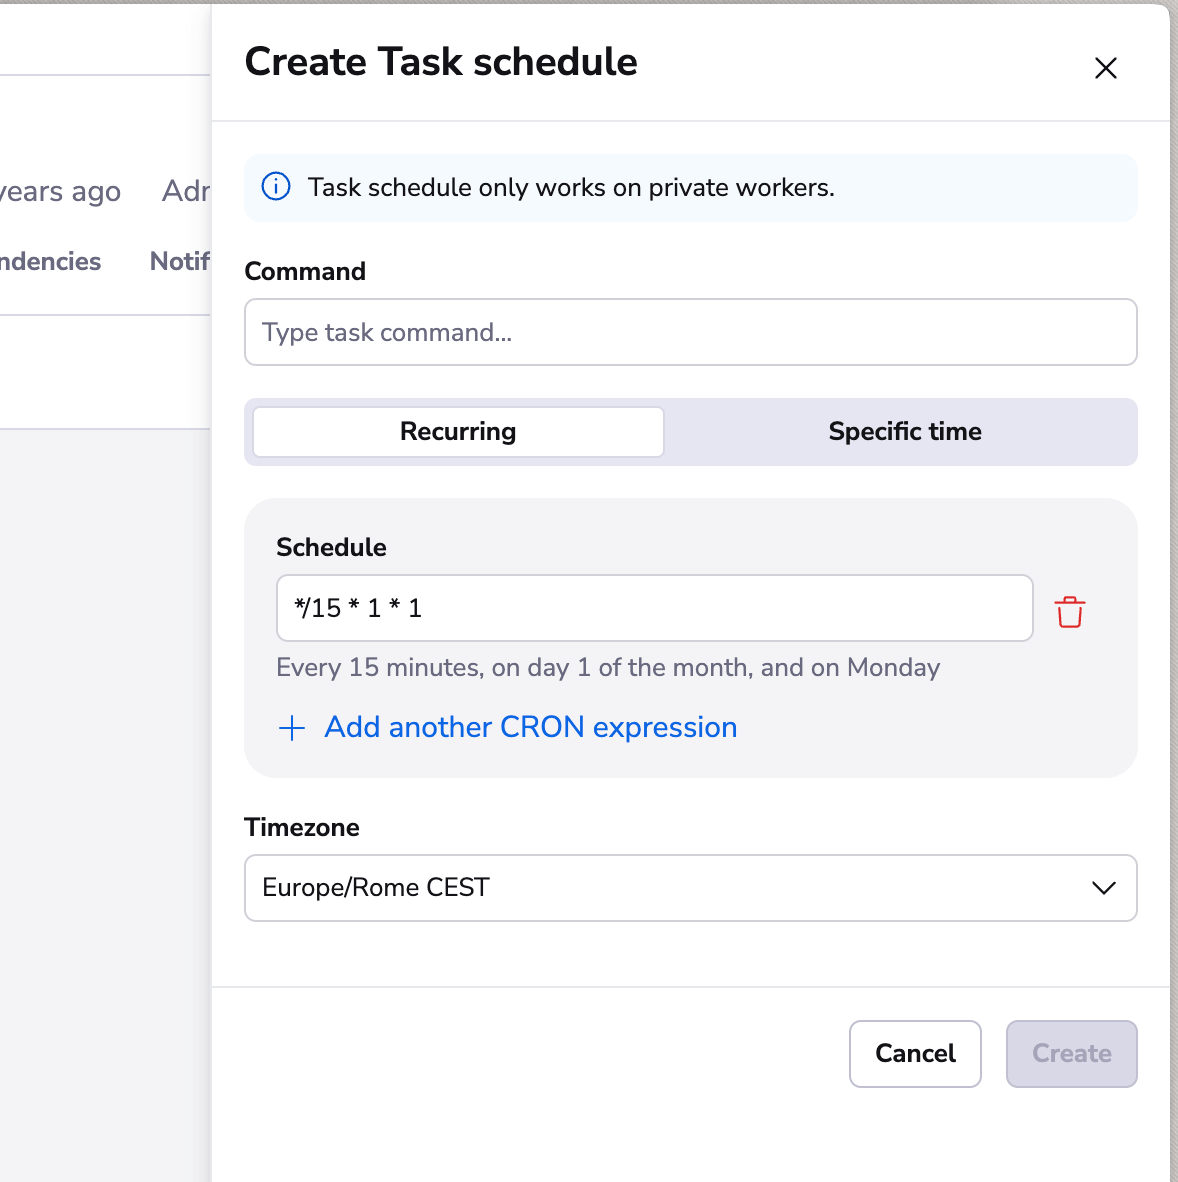 Create Task schedule
years ago
Task schedule only works on private workers.
ndencies
Notif
Command
Type task command...
Recurring
Specific time
Schedule
*/15 * 1 * 1
Every 15 minutes, on day 1 of the month, and on Monday
Add another CRON expression
Timezone
Europe/Rome CEST
Cancel
Create